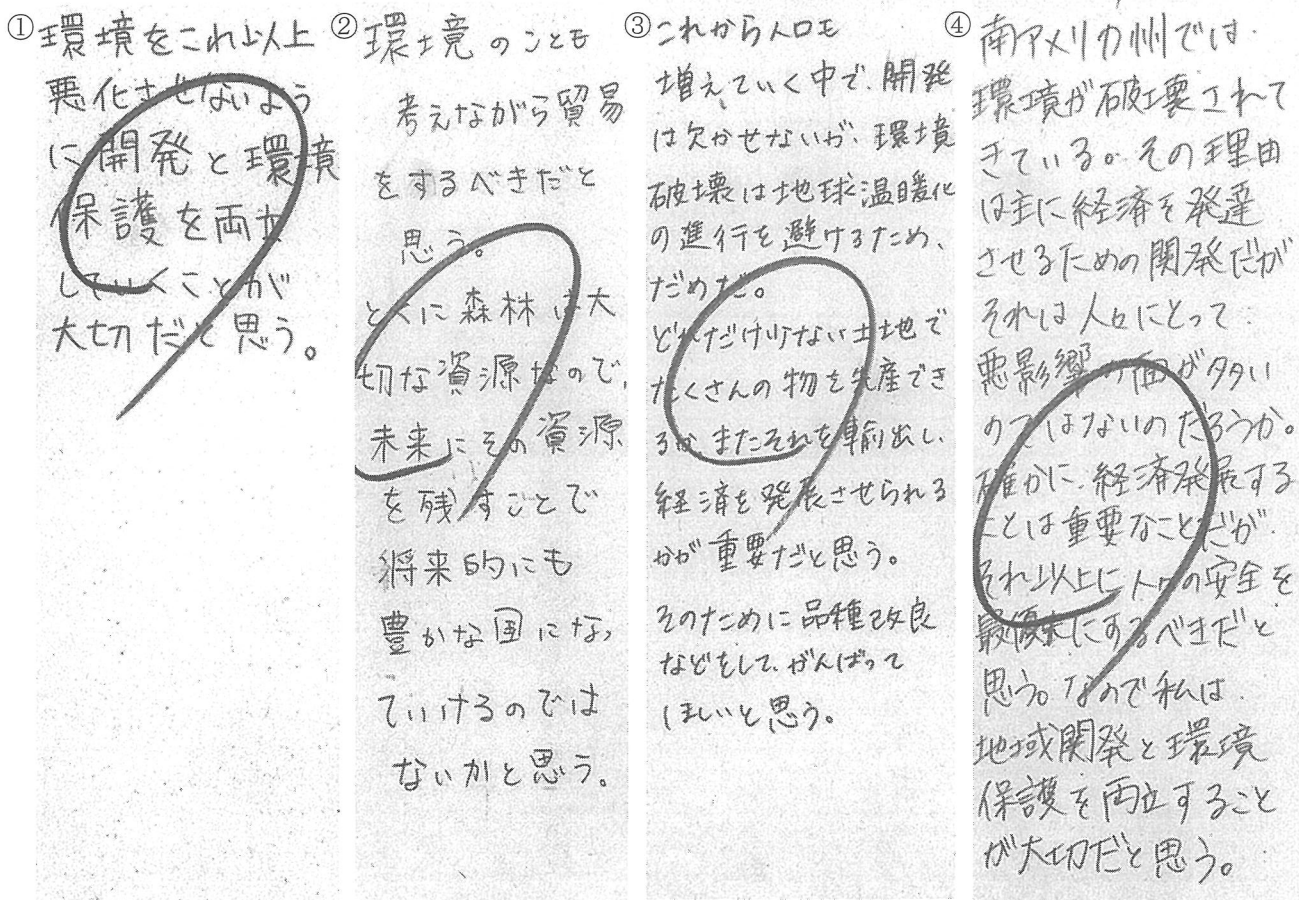 ①
環境をこれ以上
悪化させないよう
に開発と環境
保護を両立
していくことが
大切だと思う。
②
環境のことも
考えながら貿易
をするべきだと
思う。
とくに森林は大
切な資源なので、
未来にその資源
を残すことで
将来的にも
豊かな国になっ
ていけるのでは
ないかと思う。
③
これから人口も
増えていく中で、開発
は欠かせないが、環境
破壊は地球温暖化
の進行を避けるため、
だめだ。
どれだけ少ない土地で
たくさんの物を生産でき
るか、またそれを輸出し、
経済を発展させられる
かが重要だと思う。
そのために品種改良
などをして、がんばって
ほしいと思う。
④
南アメリカ州では
環境が破壊されて
きている。その理由
は主に経済を発達
させるための開発だが
それは人々にとって
悪影響の面が多い
のではないのだろうか。
確かに、経済発展する
ことは重要なことだが、
それ以上に人々の安全を
最優先にするべきだと
思う。なので私は
地域開発と環境
保護を両立すること
が大切だと思う。